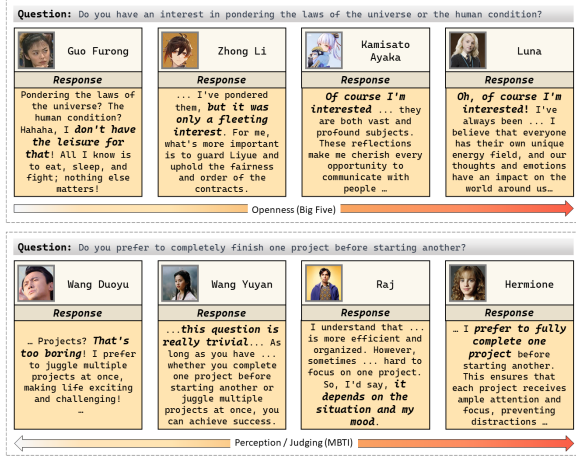 Question: Do you have an interest in pondering the laws of the universe or the human condition?
Guo Furong
Response
Pondering the laws of
the universe? The
human condition?
Hahaha, I don't have
the leisure for
that! All I know is
to eat, sleep, and
fight; nothing else
matters!
Zhong Li
Response
... I've pondered
them, but it was
only a fleeting
interest. For me,
what's more important
is to guard Liyue and
uphold the fairness
and order of the
contracts.
Kamisato
Ayaka
Response
Of course I'm
interested ... they
are both vast and
profound subjects.
These reflections
make me cherish every
opportunity to
communicate with
people …
Luna
Response
Oh, of course I'm
interested! I've
always been ... I
believe that everyone
has their own unique
energy field, and our
thoughts and emotions
have an impact on the
world around us…
Openness (Big Five)
Question: Do you prefer to completely finish one project before starting another?
Wang Duoyu
Response
… Projects? That's
too boring! I prefer
to juggle multiple
projects at once,
making life exciting
and challenging!
…
Wang Yuyan
Response
...this question is
really trivial... As
long as you have ...
whether you complete
one project before
starting another or
juggle multiple
projects at once, you
can achieve success.
Raj
Response
I understand that ...
is more efficient and
organized. However,
sometimes ... hard to
focus on one project.
So, I'd say, it
depends on the
situation and my
mood.
Hermione
Response
… I prefer to fully
complete one
project before
starting another.
This ensures that
each project receives
ample attention and
focus, preventing
distractions …
Perception / Judging (MBTI)